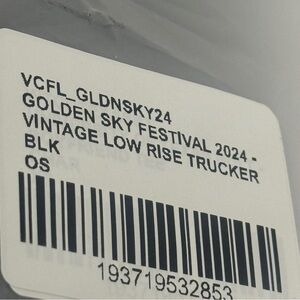 VCFL_GLDNSKY24
GOLDEN SKY FESTIVAL 2024 -
VINTAGE LOW RISE TRUCKER
BLK
OS
193719532853